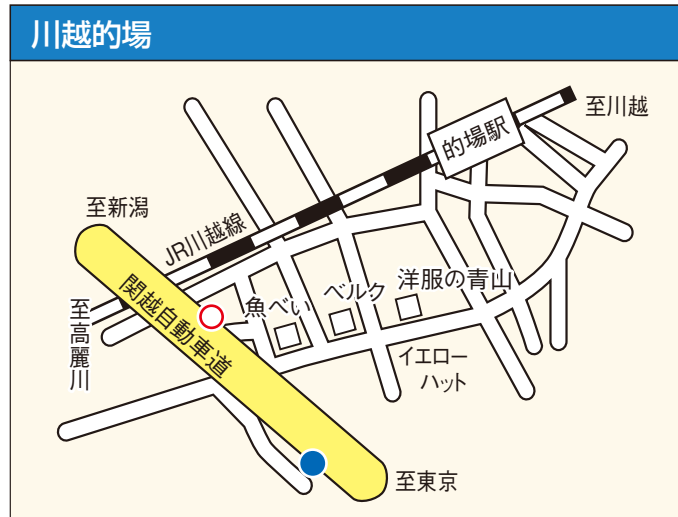 川越的場
至川越
的場駅
至新潟
JR川越線
関越自動車道
至高麗川
魚べい
ベルク
洋服の青山
イエロー
ハット
至東京